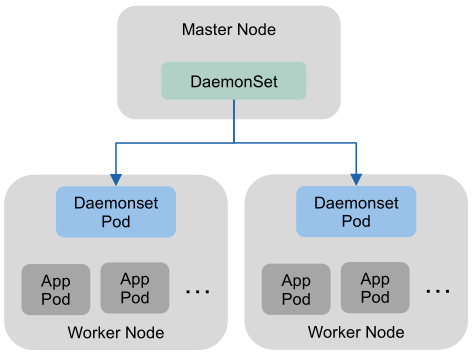 Master Node
DaemonSet
Daemonset
Pod
App
Pod
App
Pod
...
Worker Node
Daemonset
Pod
App
Pod
App
Pod
...
Worker Node